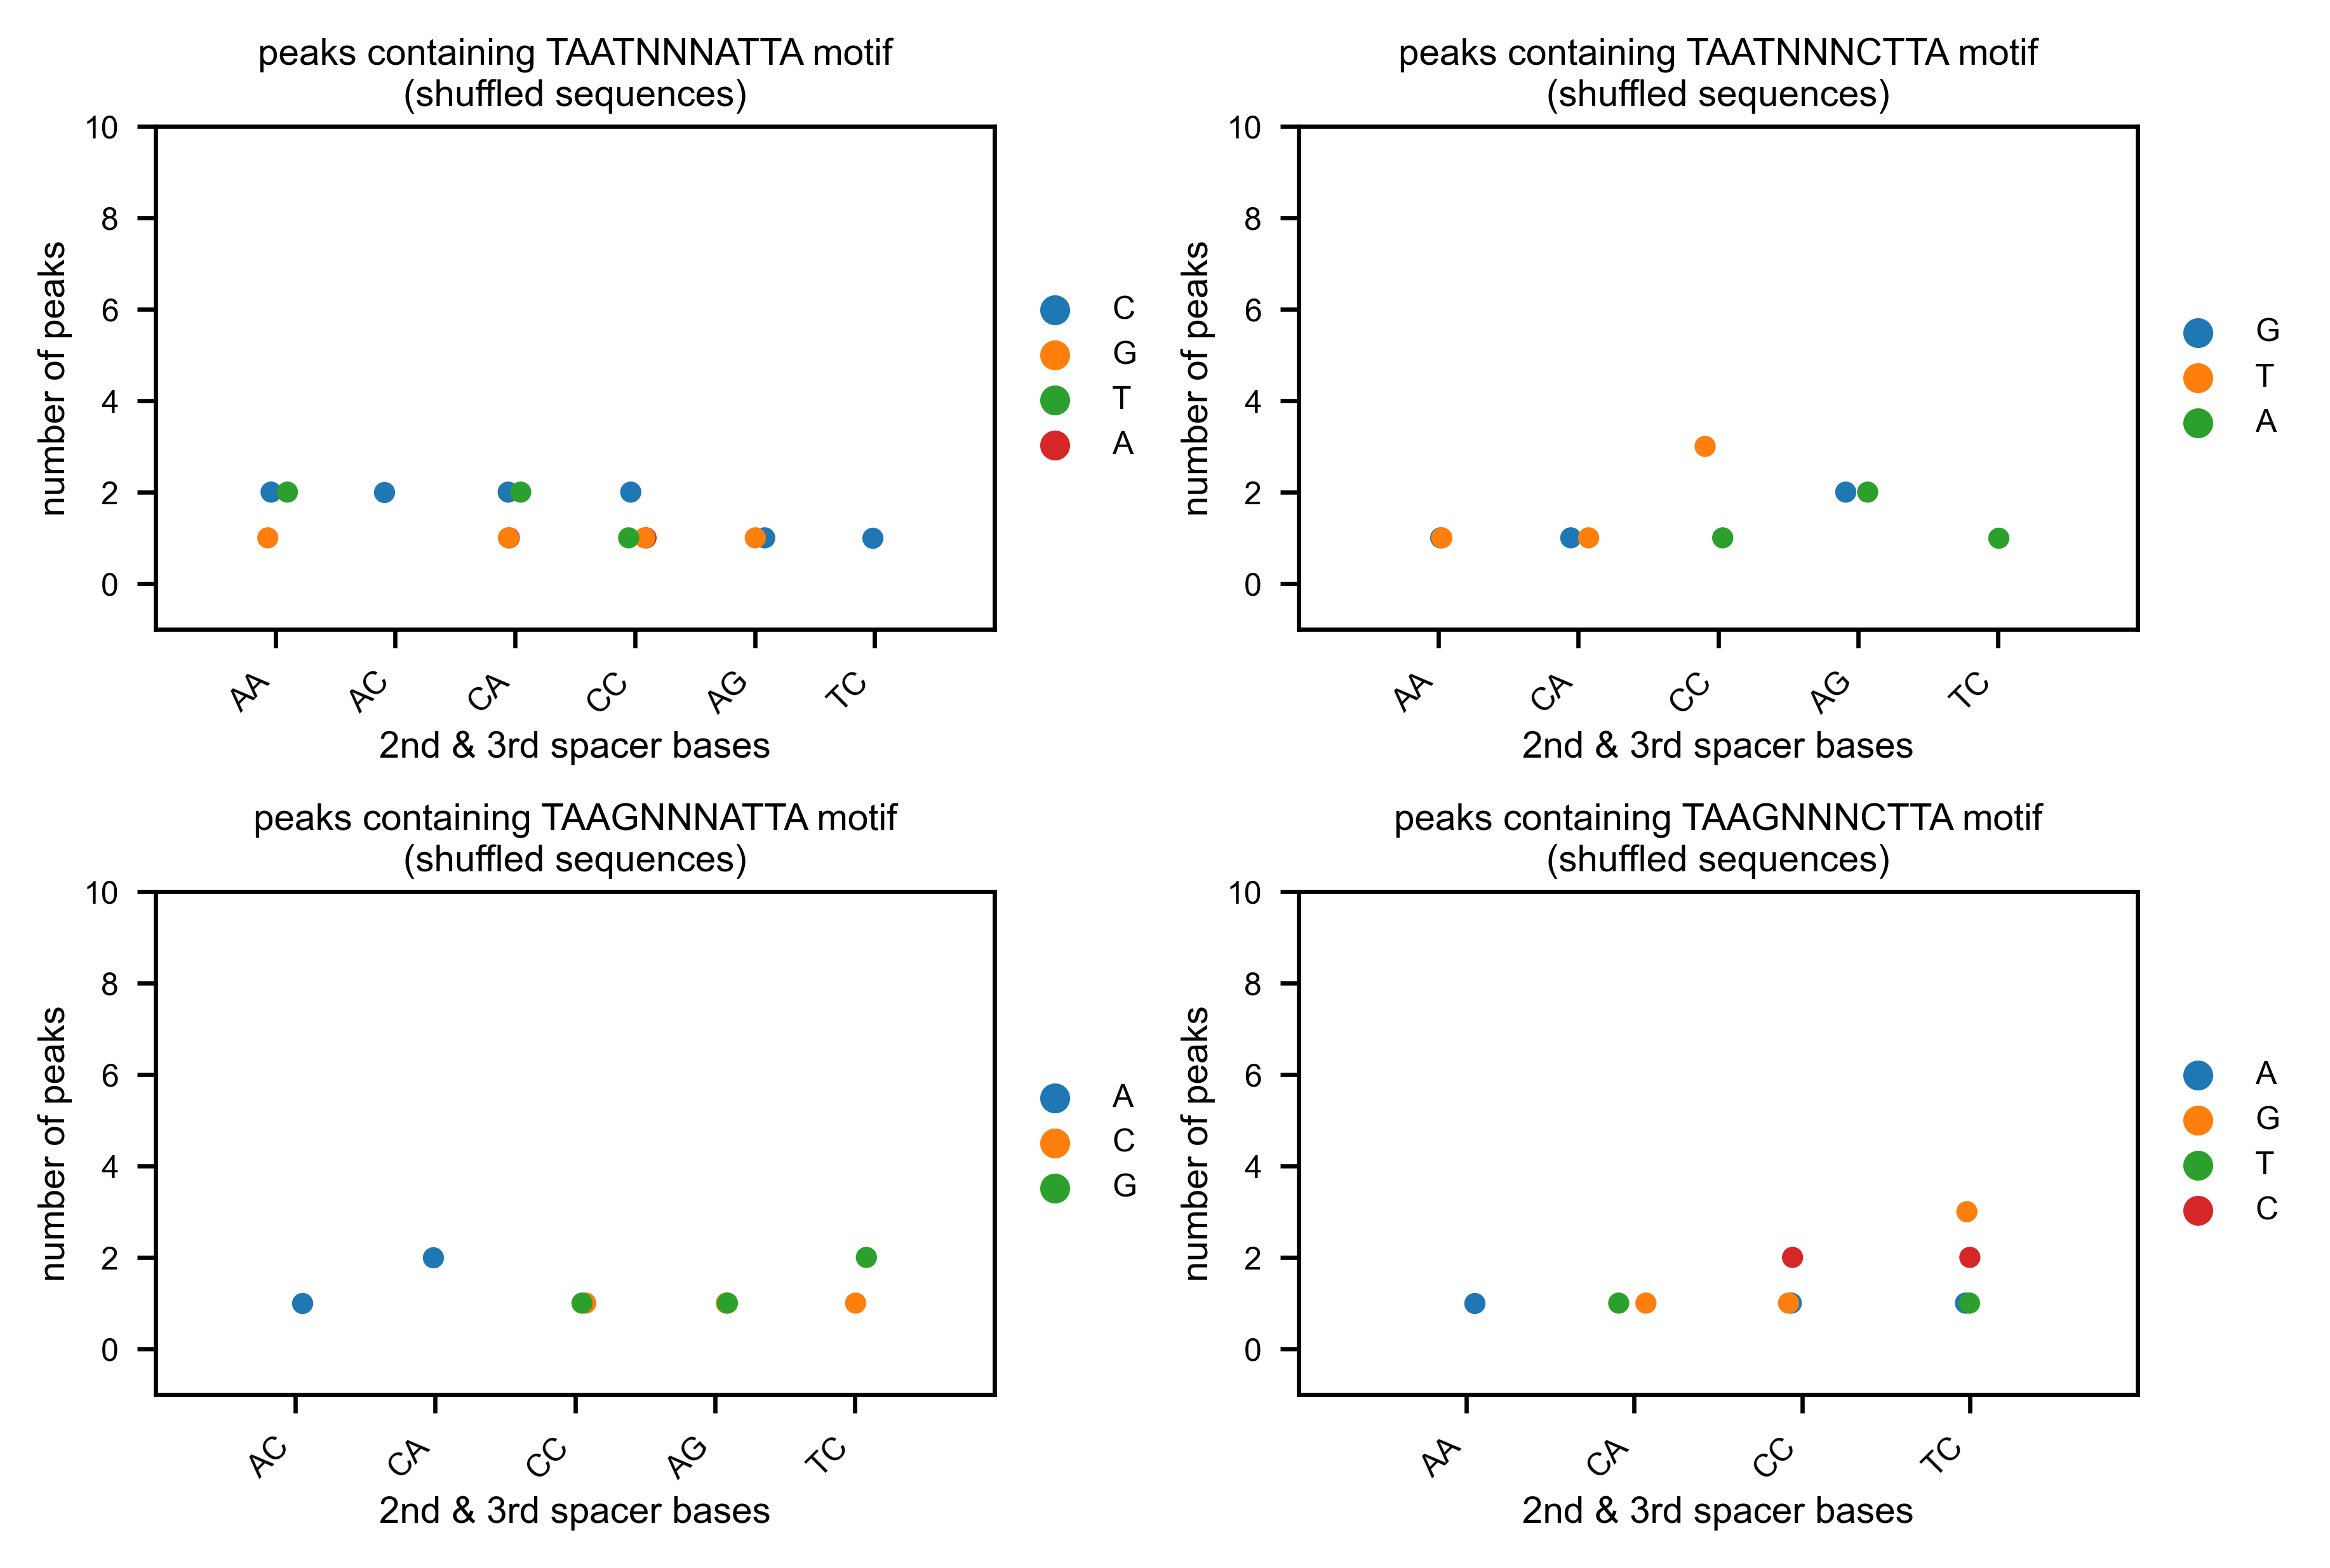 peaks containing TAATNNNATTA motif
(shuffled sequences)
number of peaks
10
8
6
4
2
0
AA
AC
CA
CC
AG
TC
2nd & 3rd spacer bases
C
G
T
A
peaks containing TAATNNNCTTA motif
(shuffled sequences)
number of peaks
10
8
6
4
2
0
AA
CA
CC
AG
TC
2nd & 3rd spacer bases
G
T
A
peaks containing TAAGNNNATTA motif
(shuffled sequences)
number of peaks
10
8
6
4
2
0
AC
CA
CC
AG
TC
2nd & 3rd spacer bases
A
C
G
peaks containing TAAGNNNCTTA motif
(shuffled sequences)
number of peaks
10
8
6
4
2
0
AA
CA
CC
TC
2nd & 3rd spacer bases
A
G
T
C